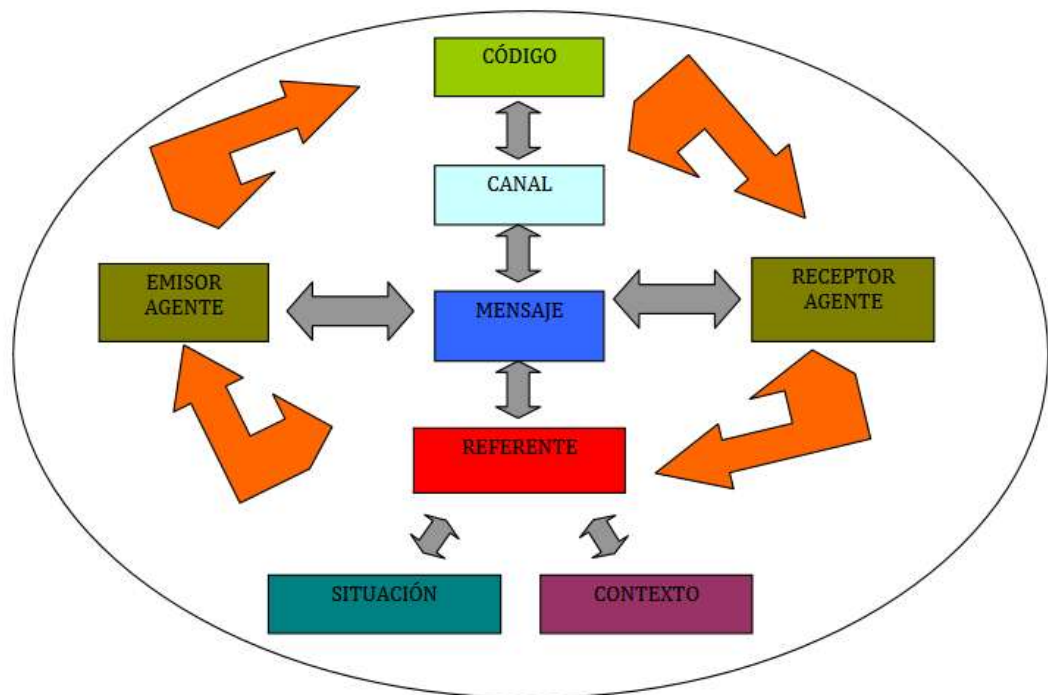 CÓDIGO
CANAL
EMISOR
AGENTE
MENSAJE
RECEPTOR
AGENTE
REFERENTE
SITUACIÓN
CONTEXTO